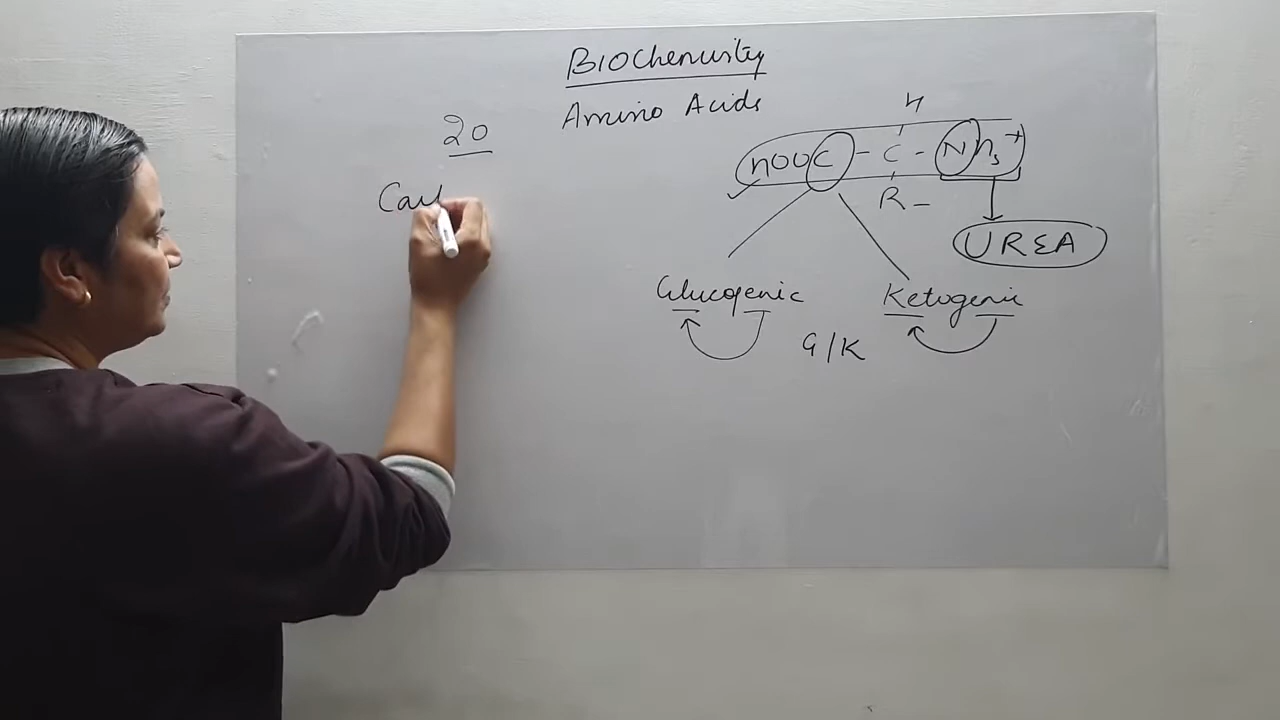 BIOchemistry
Amino Acids
20
H
HOOC - C - NH3+
R -
UREA
Cau
Glucogenic
Ketogenic
G/K